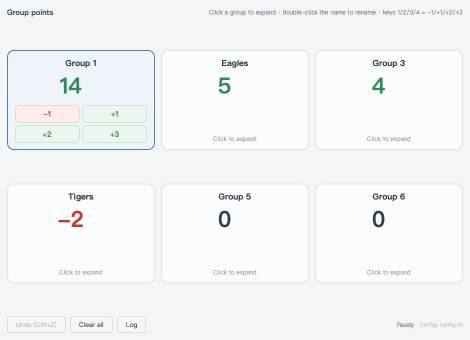 Group points
Click a group to expand · double-click the name to rename · keys 1/2/3/4 = −1/+1/+2/+3
Group 1
14
−1
+1
+2
+3
Eagles
5
Click to expand
Group 3
4
Click to expand
Tigers
−2
Click to expand
Group 5
0
Click to expand
Group 6
0
Click to expand
Undo (Ctrl+Z)
Clear all
Log
Ready
Config: config.ini